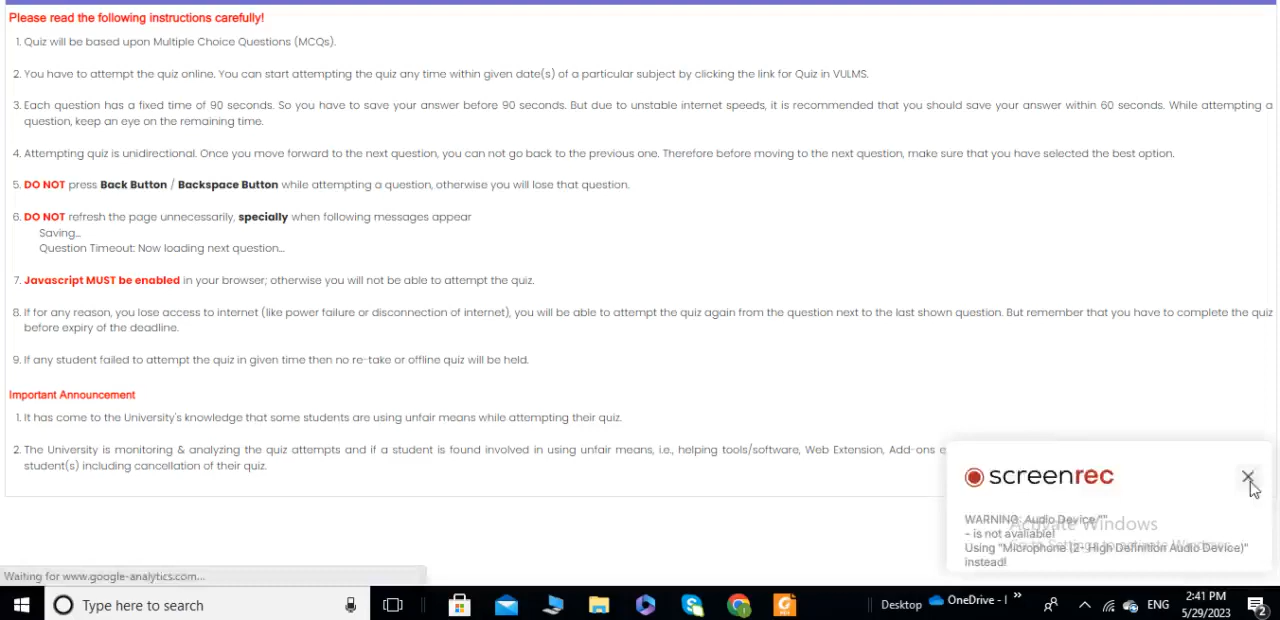 Please read the following instructions carefully!
1. Quiz will be based upon Multiple Choice Questions (MCQs).
2. You have to attempt the quiz online. You can start attempting the quiz any time within given date(s) of a particular subject by clicking the link for Quiz in VULMS.
3. Each question has a fixed time of 90 seconds. So you have to save your answer before 90 seconds. But due to unstable internet speeds, it is recommended that you should save your answer within 60 seconds. While attempting a
question, keep an eye on the remaining time.
4. Attempting quiz is unidirectional. Once you move forward to the next question, you can not go back to the previous one. Therefore before moving to the next question, make sure that you have selected the best option.
5. DO NOT press Back Button / Backspace Button while attempting a question, otherwise you will lose that question.
6. DO NOT refresh the page unnecessarily, specially when following messages appear
Saving...
Question Timeout: Now loading next question...
7. Javascript MUST be enabled in your browser; otherwise you will not be able to attempt the quiz.
8. If for any reason, you lose access to internet (like power failure or disconnection of internet), you will be able to attempt the quiz again from the question next to the last shown question. But remember that you have to complete the quiz
before expiry of the deadline.
9. If any student failed to attempt the quiz in given time then no re-take or offline quiz will be held.
Important Announcement
1. It has come to the University's knowledge that some students are using unfair means while attempting their quiz.
2. The University is monitoring & analyzing the quiz attempts and if a student is found involved in using unfair means, i.e., helping tools/software, Web Extension, Add-ons e
student(s) including cancellation of their quiz.
screenrec
WARNING: Audio Device/""
- is not avaliable!
Using "Microphone (2- High Definition Audio Device)"
instead!
Activate Windows
Go to Settings to activate Windows.
Waiting for www.google-analytics.com...
Type here to search
Desktop
OneDrive - I
ENG
2:41 PM
5/29/2023
2